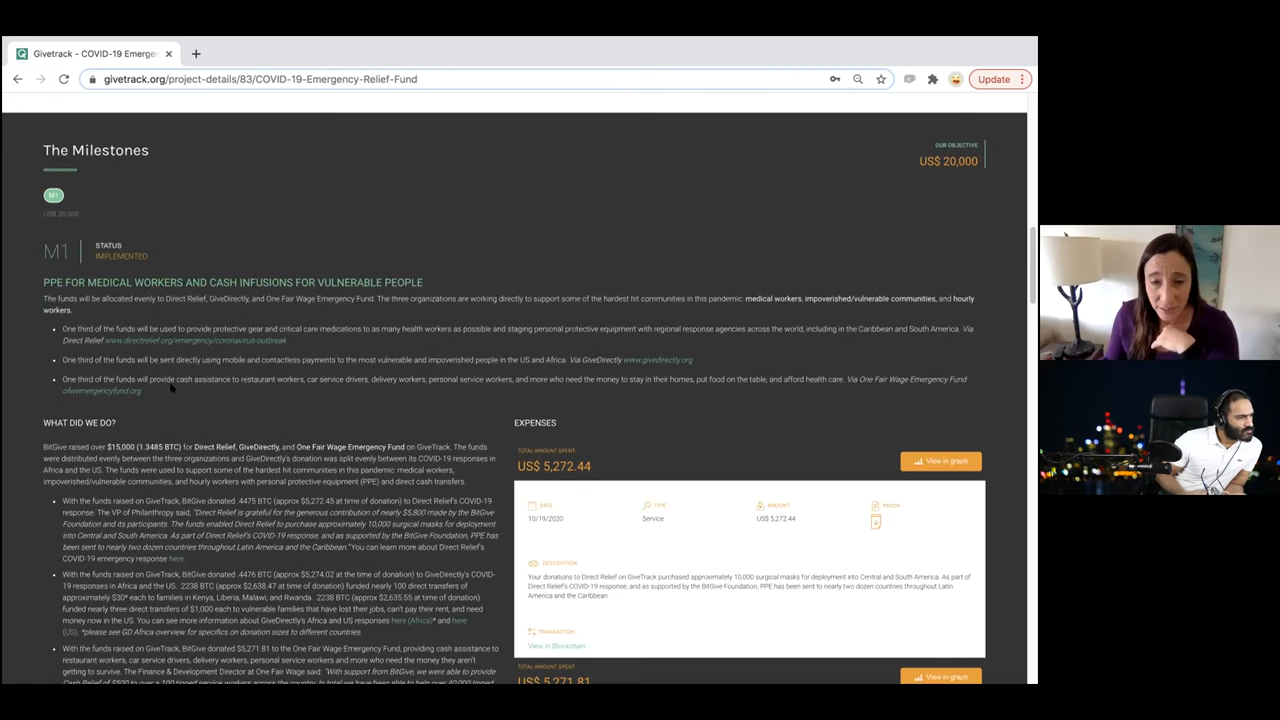 Givetrack - COVID-19 Emerge
givetrack.org/project-details/83/COVID-19-Emergency-Relief-Fund
Update
The Milestones
OUR OBJECTIVE
US$ 20,000
M1
US$ 20,000
M1
STATUS
IMPLEMENTED
PPE FOR MEDICAL WORKERS AND CASH INFUSIONS FOR VULNERABLE PEOPLE
The funds will be allocated evenly to Direct Relief, GiveDirectly, and One Fair Wage Emergency Fund. The three organizations are working directly to support some of the hardest hit communities in this pandemic: medical workers, impoverished/vulnerable communities, and hourly
workers.
• One third of the funds will be used to provide protective gear and critical care medications to as many health workers as possible and staging personal protective equipment with regional response agencies across the world, including in the Caribbean and South America. Via
Direct Relief www.directrelief.org/emergency/coronavirus-outbreak
• One third of the funds will be sent directly using mobile and contactless payments to the most vulnerable and impoverished people in the US and Africa. Via GiveDirectly www.givedirectly.org
• One third of the funds will provide cash assistance to restaurant workers, car service drivers, delivery workers, personal service workers, and more who need the money to stay in their homes, put food on the table, and afford health care. Via One Fair Wage Emergency Fund
ofwemergencyfund.org
WHAT DID WE DO?
BitGive raised over $15,000 (1.3485 BTC) for Direct Relief, GiveDirectly, and One Fair Wage Emergency Fund on GiveTrack. The funds
were distributed evenly between the three organizations and GiveDirectly's donation was split evenly between its COVID-19 responses in
Africa and the US. The funds were used to support some of the hardest hit communities in this pandemic: medical workers,
impoverished/vulnerable communities, and hourly workers with personal protective equipment (PPE) and direct cash transfers.
• With the funds raised on GiveTrack, BitGive donated .4475 BTC (approx $5,272.45 at time of donation) to Direct Relief's COVID-19
response. The VP of Philanthropy said, "Direct Relief is grateful for the generous contribution of nearly $5,800 made by the BitGive
Foundation and its participants. The funds enabled Direct Relief to purchase approximately 10,000 surgical masks for deployment
into Central and South America. As part of Direct Relief's COVID-19 response, and as supported by the BitGive Foundation, PPE has
been sent to nearly two dozen countries throughout Latin America and the Caribbean." You can learn more about Direct Relief's
COVID-19 emergency response here.
• With the funds raised on GiveTrack, BitGive donated .4476 BTC (approx $5,274.02 at the time of donation) to GiveDirectly's COVID-
19 responses in Africa and the US. .2238 BTC (approx $2,638.47 at time of donation) funded nearly 100 direct transfers of
approximately $30* each to families in Kenya, Liberia, Malawi, and Rwanda. .2238 BTC (approx $2,635.55 at time of donation)
funded nearly three direct transfers of $1,000 each to vulnerable families that have lost their jobs, can't pay their rent, and need
money now in the US. You can see more information about GiveDirectly's Africa and US responses here (Africa)* and here
(US). *please see GD Africa overview for specifics on donation sizes to different countries.
• With the funds raised on GiveTrack, BitGive donated $5,271.81 to the One Fair Wage Emergency Fund, providing cash assistance to
restaurant workers, car service drivers, delivery workers, personal service workers and more who need the money they aren't
getting to survive. The Finance & Development Director at One Fair Wage said: "With support from BitGive, we were able to provide
Cash Relief of $500 to over a 100 tipped service workers across the country. In total we have been able to help over 40,000 tipped
EXPENSES
TOTAL AMOUNT SPENT
US$ 5,272.44
View in graph
DATE
TYPE
AMOUNT
PROOF
10/19/2020
Service
US$ 5,272.44
DESCRIPTION
Your donations to Direct Relief on GiveTrack purchased approximately 10,000 surgical masks for deployment into Central and South America. As part of
Direct Relief's COVID-19 response, and as supported by the BitGive Foundation, PPE has been sent to nearly two dozen countries throughout Latin
America and the Caribbean.
TRANSACTION
View in Blockchain
TOTAL AMOUNT SPENT
US$ 5,271.81
View in graph